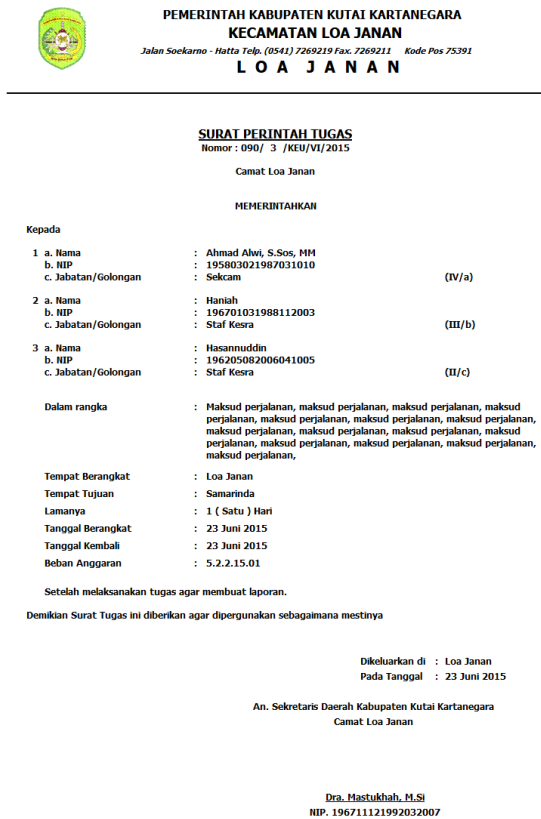 PEMERINTAH KABUPATEN KUTAI KARTANEGARA
KECAMATAN LOA JANAN
Jalan Soekarno - Hatta Telp. (0541) 7269219 Fax. 7269211 Kode Pos 75391
L O A J A N A N
SURAT PERINTAH TUGAS
Nomor : 090/ 3 /KEU/VI/2015
Camat Loa Janan
MEMERINTAHKAN
Kepada
1 a. Nama : Ahmad Alwi, S.Sos, MM
b. NIP : 195803021987031010
c. Jabatan/Golongan : Sekcam (IV/a)
2 a. Nama : Haniah
b. NIP : 196701031988112003
c. Jabatan/Golongan : Staf Kesra (III/b)
3 a. Nama : Hasannuddin
b. NIP : 196205082006041005
c. Jabatan/Golongan : Staf Kesra (II/c)
Dalam rangka : Maksud perjalanan, maksud perjalanan, maksud perjalanan, maksud
perjalanan, maksud perjalanan, maksud perjalanan, maksud perjalanan,
maksud perjalanan, maksud perjalanan, maksud perjalanan, maksud
perjalanan, maksud perjalanan, maksud perjalanan, maksud perjalanan,
maksud perjalanan,
Tempat Berangkat : Loa Janan
Tempat Tujuan : Samarinda
Lamanya : 1 ( Satu ) Hari
Tanggal Berangkat : 23 Juni 2015
Tanggal Kembali : 23 Juni 2015
Beban Anggaran : 5.2.2.15.01
Setelah melaksanakan tugas agar membuat laporan.
Demikian Surat Tugas ini diberikan agar dipergunakan sebagaimana mestinya
Dikeluarkan di : Loa Janan
Pada Tanggal : 23 Juni 2015
An. Sekretaris Daerah Kabupaten Kutai Kartanegara
Camat Loa Janan
Dra. Mastukhah, M.Si
NIP. 196711121992032007